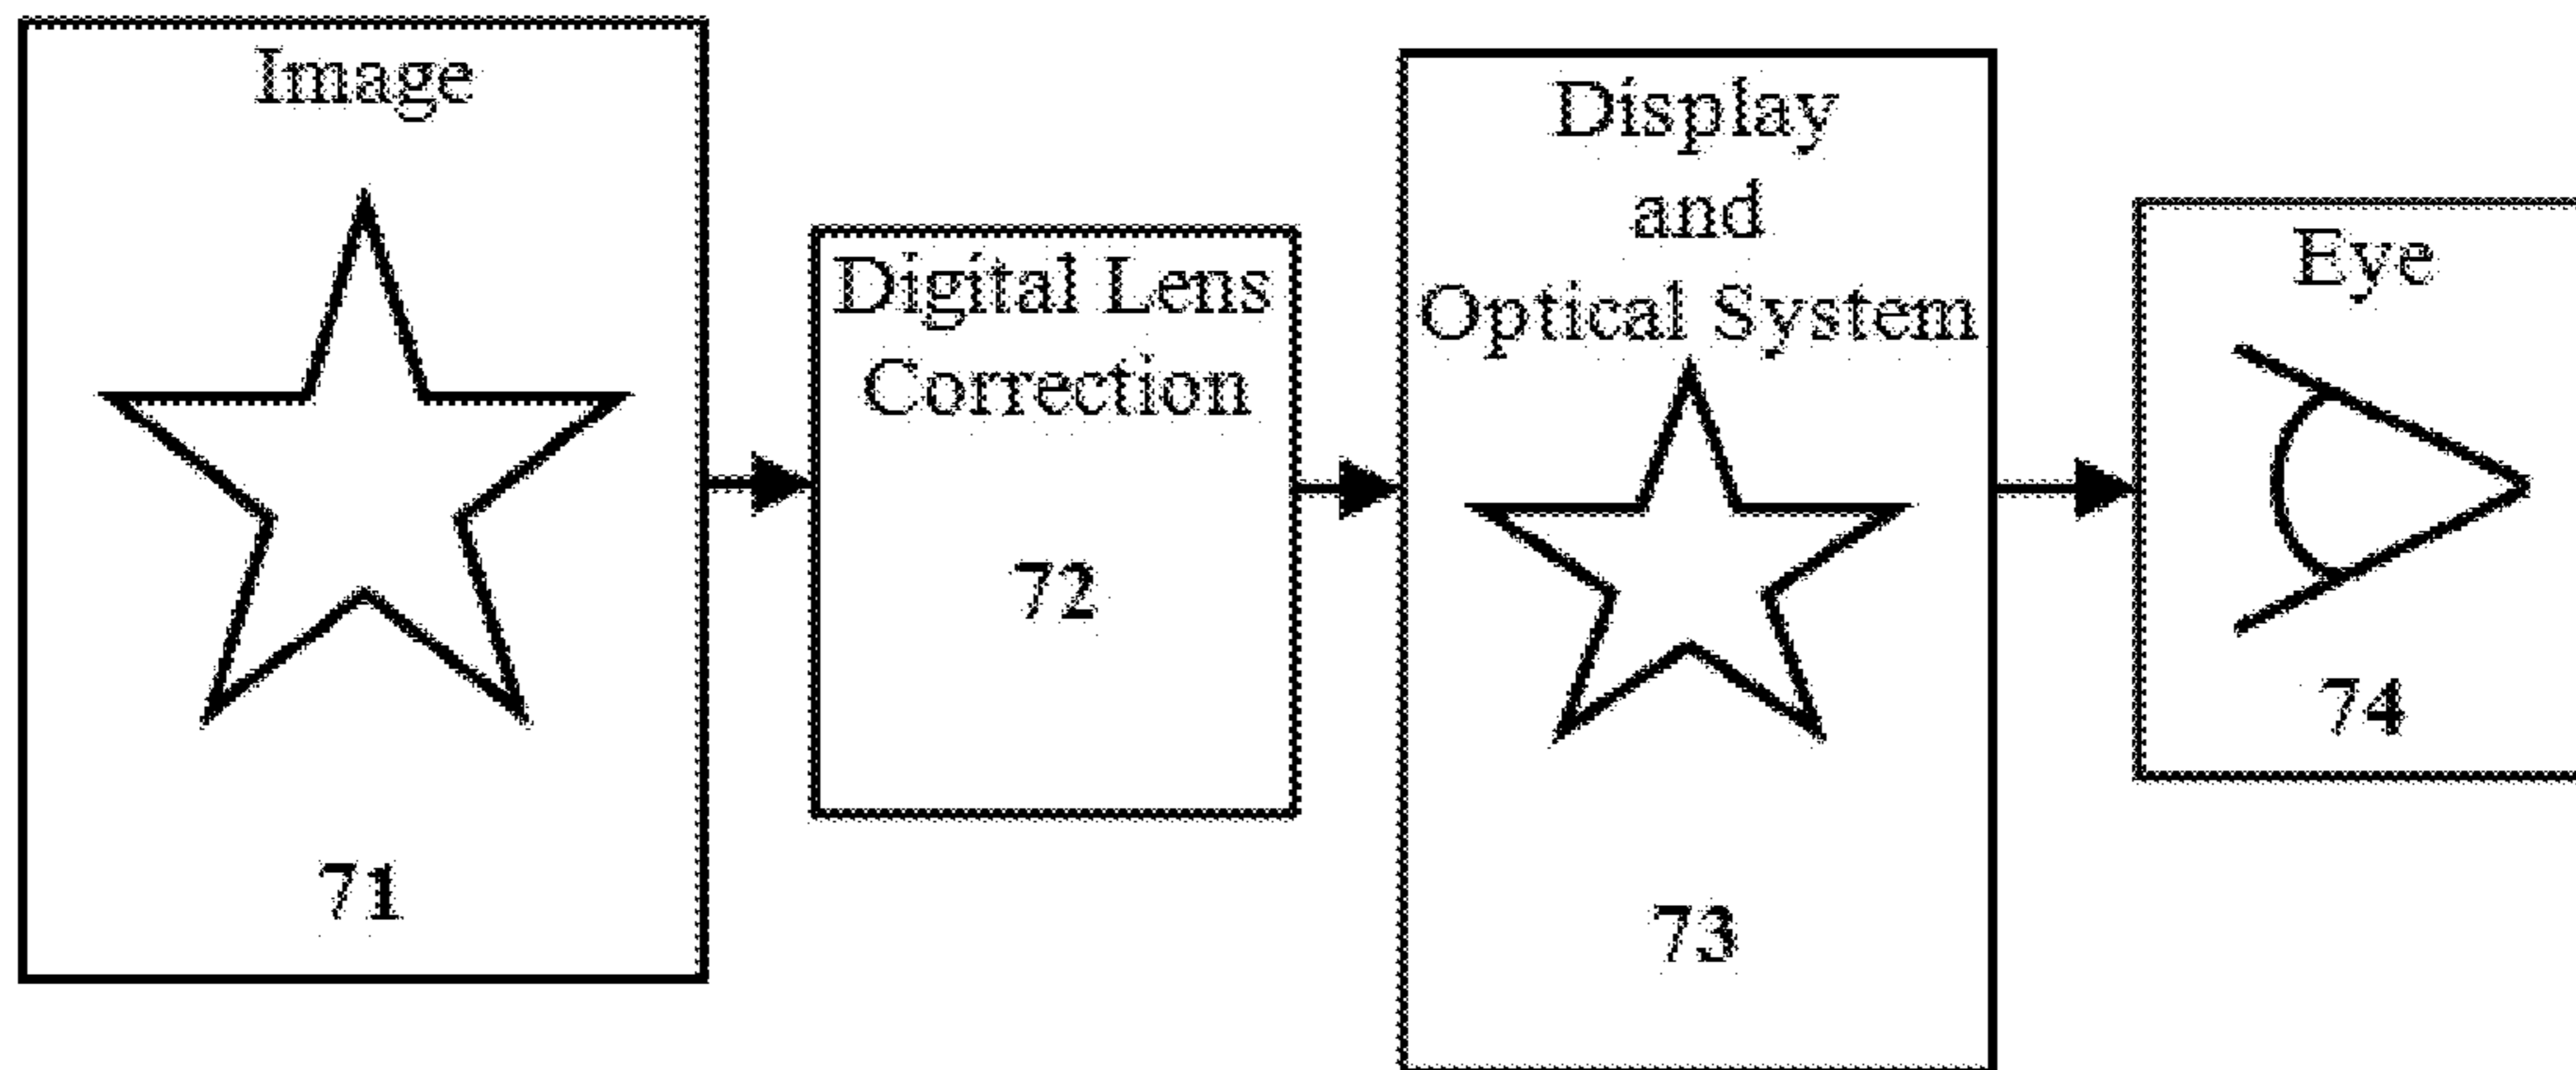 Image
71
Digital Lens
Correction
72
Display
and
Optical System
73
Eye
74